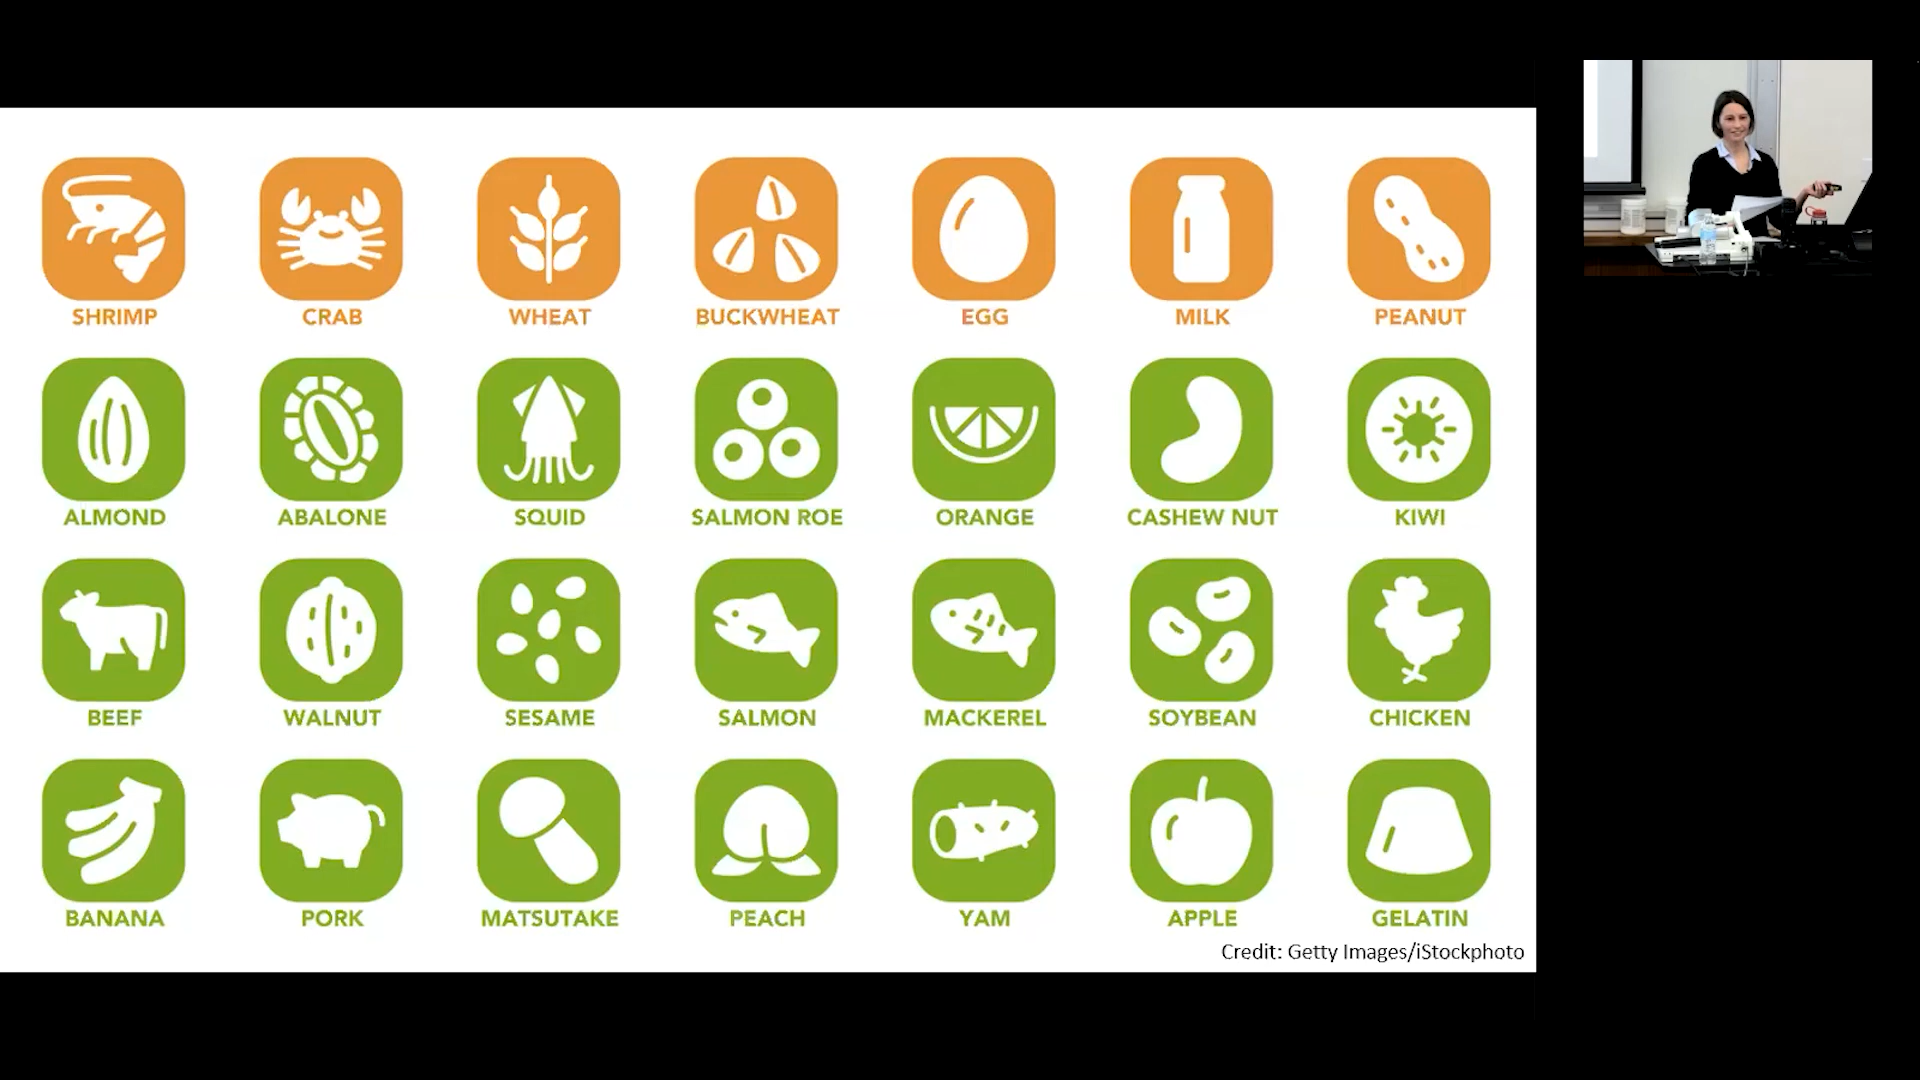 SHRIMP CRAB WHEAT BUCKWHEAT EGG MILK PEANUT
ALMOND ABALONE SQUID SALMON ROE ORANGE CASHEW NUT KIWI
BEEF WALNUT SESAME SALMON MACKEREL SOYBEAN CHICKEN
BANANA PORK MATSUTAKE PEACH YAM APPLE GELATIN
Credit: Getty Images/iStockphoto